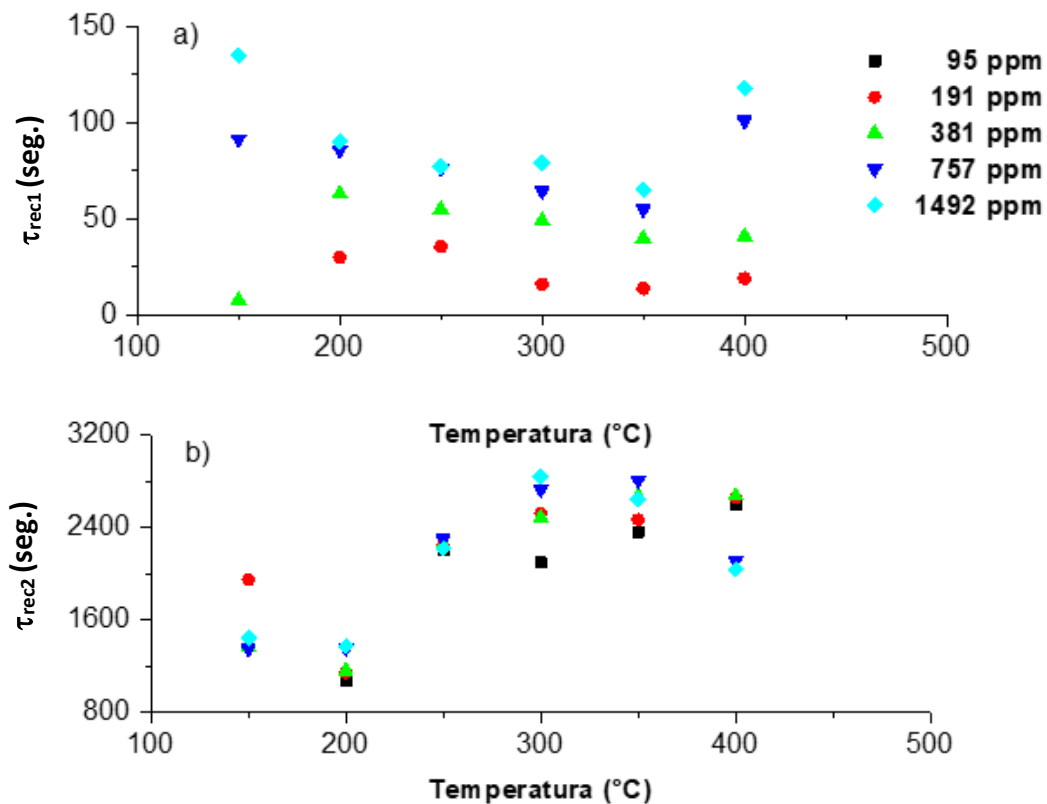 a)
150
100
50
0
τrec1 (seg.)
95 ppm
191 ppm
381 ppm
757 ppm
1492 ppm
100 200 300 400 500
Temperatura (°C)
b)
3200
2400
1600
800
τrec2 (seg.)
100 200 300 400 500
Temperatura (°C)